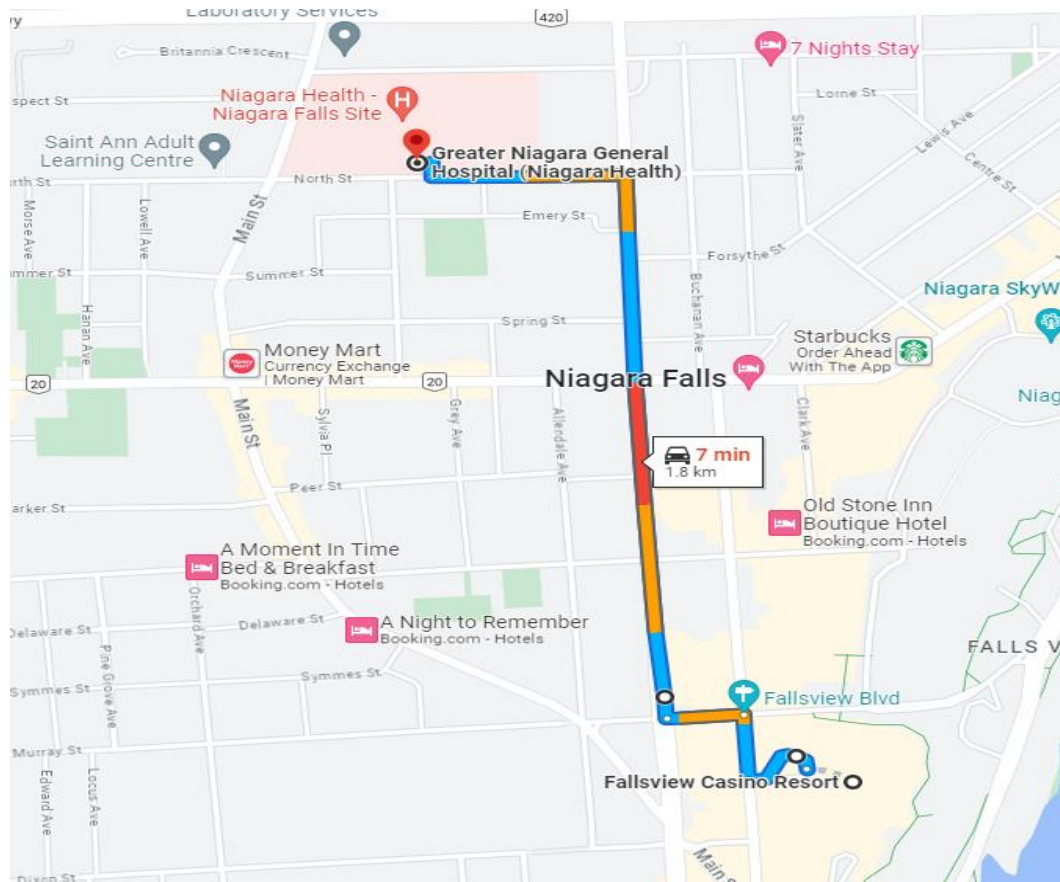 Laboratory Services
420
Britannia Crescent
7 Nights Stay
Niagara Health -
Niagara Falls Site
Lorne St
Slater Ave
Lewis Ave
Centre St
Saint Ann Adult
Learning Centre
Greater Niagara General
Hospital (Niagara Health)
North St
Main St
Morse Ave
Lowell Ave
Emery St
Forsythe St
Summer St
Buchanan Ave
Niagara SkyW
Hanan Ave
Spring St
Starbucks
Order Ahead
With The App
Money Mart
Currency Exchange
| Money Mart
20
20
Niagara Falls
Niag
Main St
Sylvia Pl
Grey Ave
Allendale Ave
Clark Ave
7 min
1.8 km
Peer St
arker St
Old Stone Inn
Boutique Hotel
Booking.com - Hotels
A Moment In Time
Bed & Breakfast
Booking.com - Hotels
Orchard Ave
Delaware St
Delaware St
A Night to Remember
Booking.com - Hotels
Pine Grove Ave
FALLS V
Symmes St
Symmes St
Fallsview Blvd
Murray St
Edward Ave
Locus Ave
Fallsview Casino Resort
Main St
Dixon St